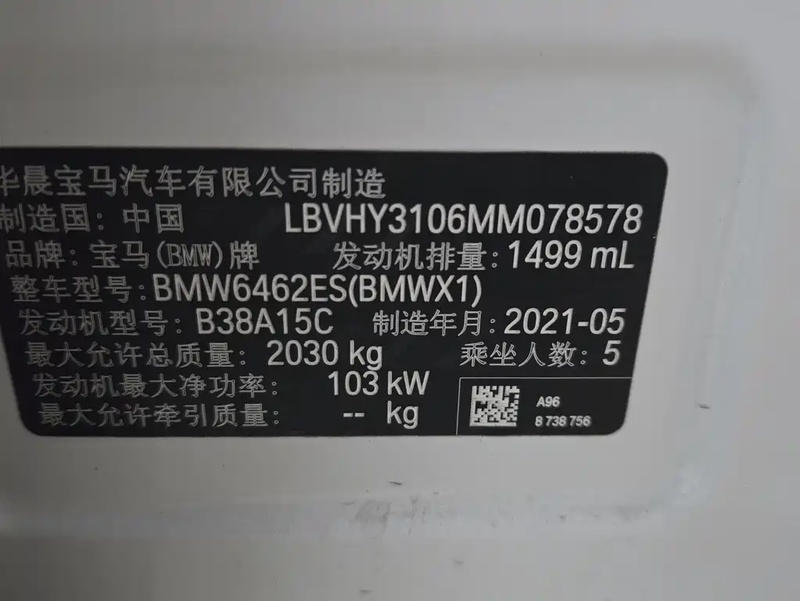 华晨宝马汽车有限公司制造
制造国: 中国 LBVHY3106MM078578
品牌: 宝马(BMW)牌 发动机排量: 1499 mL
整车型号: BMW6462ES(BMWX1)
发动机型号: B38A15C 制造年月: 2021-05
最大允许总质量: 2030 kg 乘坐人数: 5
发动机最大净功率: 103 kW
最大允许牵引质量: -- kg
A96
8 738 756